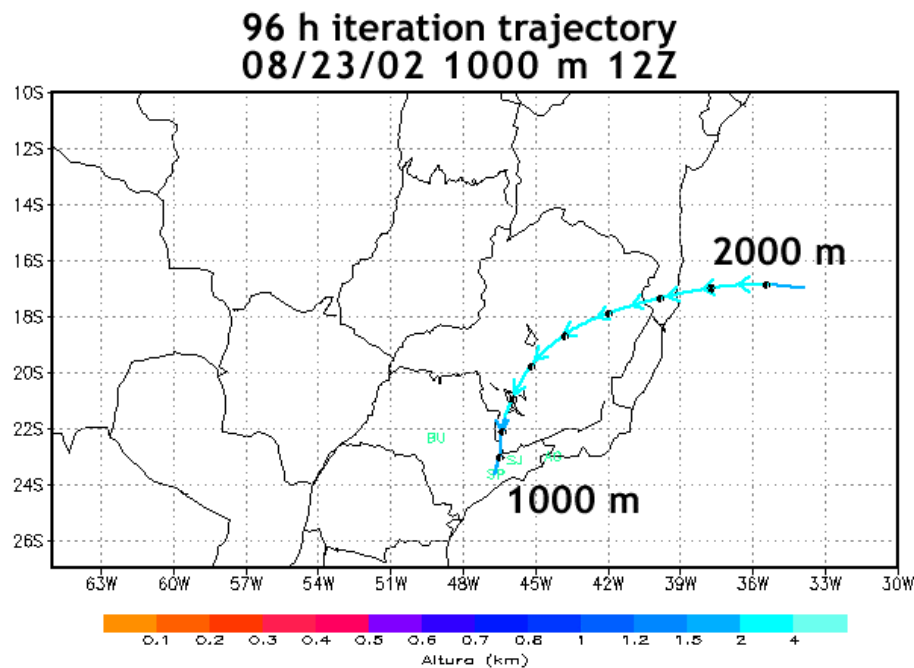 96 h iteration trajectory
08/23/02 1000 m 12Z
10S
12S
14S
16S
2000 m
18S
20S
22S
BU
SJ
SP
24S
1000 m
26S
63W 60W 57W 54W 51W 48W 45W 42W 39W 36W 33W 30W
0.1 0.2 0.3 0.4 0.5 0.6 0.7 0.8 1 1.2 1.5 2 4
Altura (km)